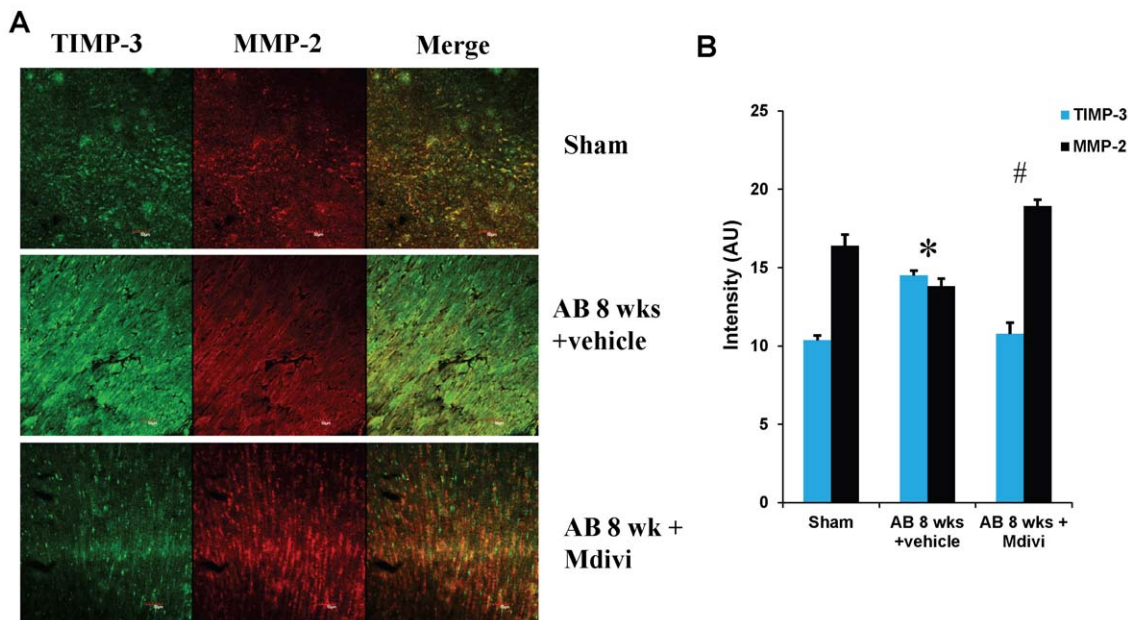 A
TIMP-3 MMP-2 Merge
Sham
AB 8 wks
+vehicle
AB 8 wk +
Mdivi
B
25
20
15
10
5
0
Intensity (AU)
TIMP-3
MMP-2
*
#
Sham
AB 8 wks
+vehicle
AB 8 wks +
Mdivi